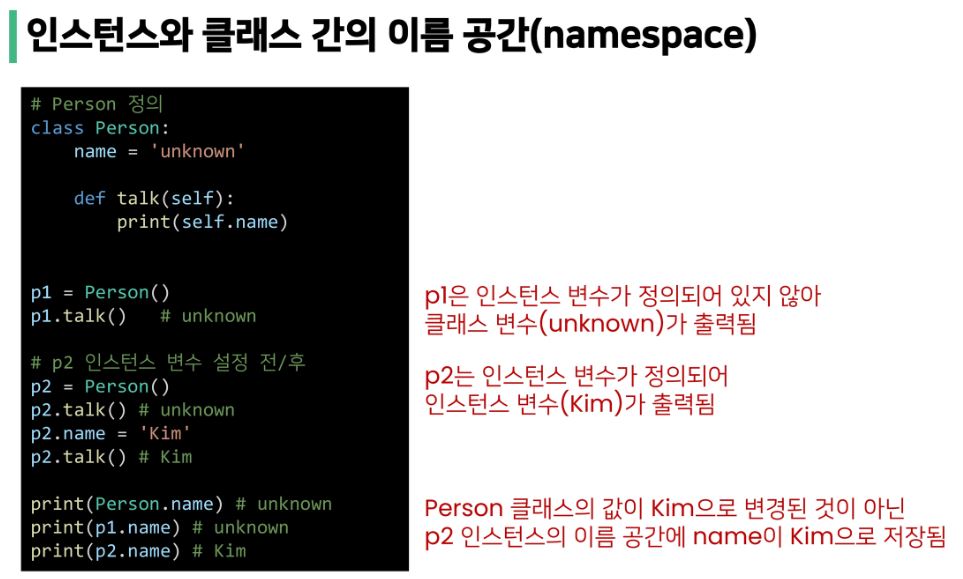 인스턴스와 클래스 간의 이름 공간(namespace)
# Person 정의
class Person:
    name = 'unknown'
    def talk(self):
        print(self.name)
p1 = Person()
p1.talk()   # unknown
p1은 인스턴스 변수가 정의되어 있지 않아
클래스 변수(unknown)가 출력됨
# p2 인스턴스 변수 설정 전/후
p2 = Person()
p2.talk() # unknown
p2.name = 'Kim'
p2.talk() # Kim
p2는 인스턴스 변수가 정의되어
인스턴스 변수(Kim)가 출력됨
print(Person.name) # unknown
print(p1.name) # unknown
print(p2.name) # Kim
Person 클래스의 값이 Kim으로 변경된 것이 아닌
p2 인스턴스의 이름 공간에 name이 Kim으로 저장됨